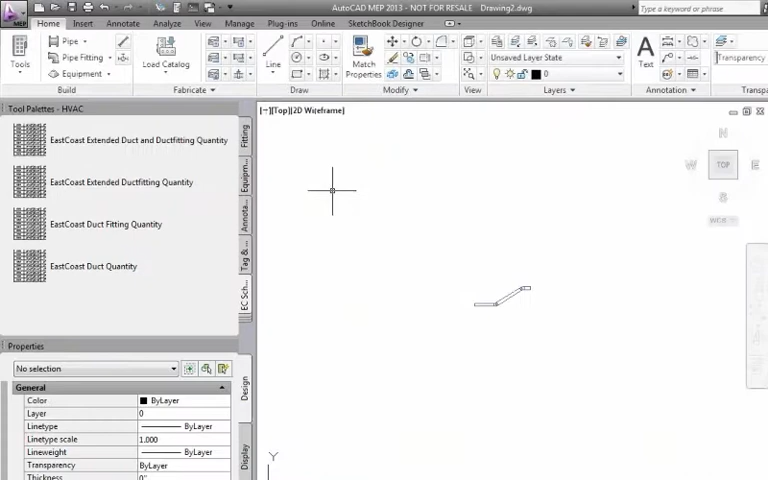 AutoCAD MEP 2013 - NOT FOR RESALE Drawing2.dwg
Type a keyword or phrase
MEP
Home Insert Annotate Analyze Fabricate View Manage Plug-ins Online SketchBook Designer
Tools
Pipe
Pipe Fitting
Equipment
Load Catalog
Line
Match Properties
Unsaved Layer State
0
Text
Transparency
Build
Fabricate
Draw
Modify
View
Layers
Annotation
Tool Palettes - HVAC
EastCoast Extended Duct and Ductfitting Quantity
EastCoast Extended Ductfitting Quantity
EastCoast Duct Fitting Quantity
EastCoast Duct Quantity
Fitting
Equipm...
Annota...
Tag & ...
EC Sch...
[−][Top][2D Wireframe]
N
W
TOP
E
S
WCS
Properties
No selection
General
Color ByLayer
Layer 0
Linetype ByLayer
Linetype scale 1.000
Lineweight ByLayer
Transparency ByLayer
Thickness 0"
Design
Display
Y